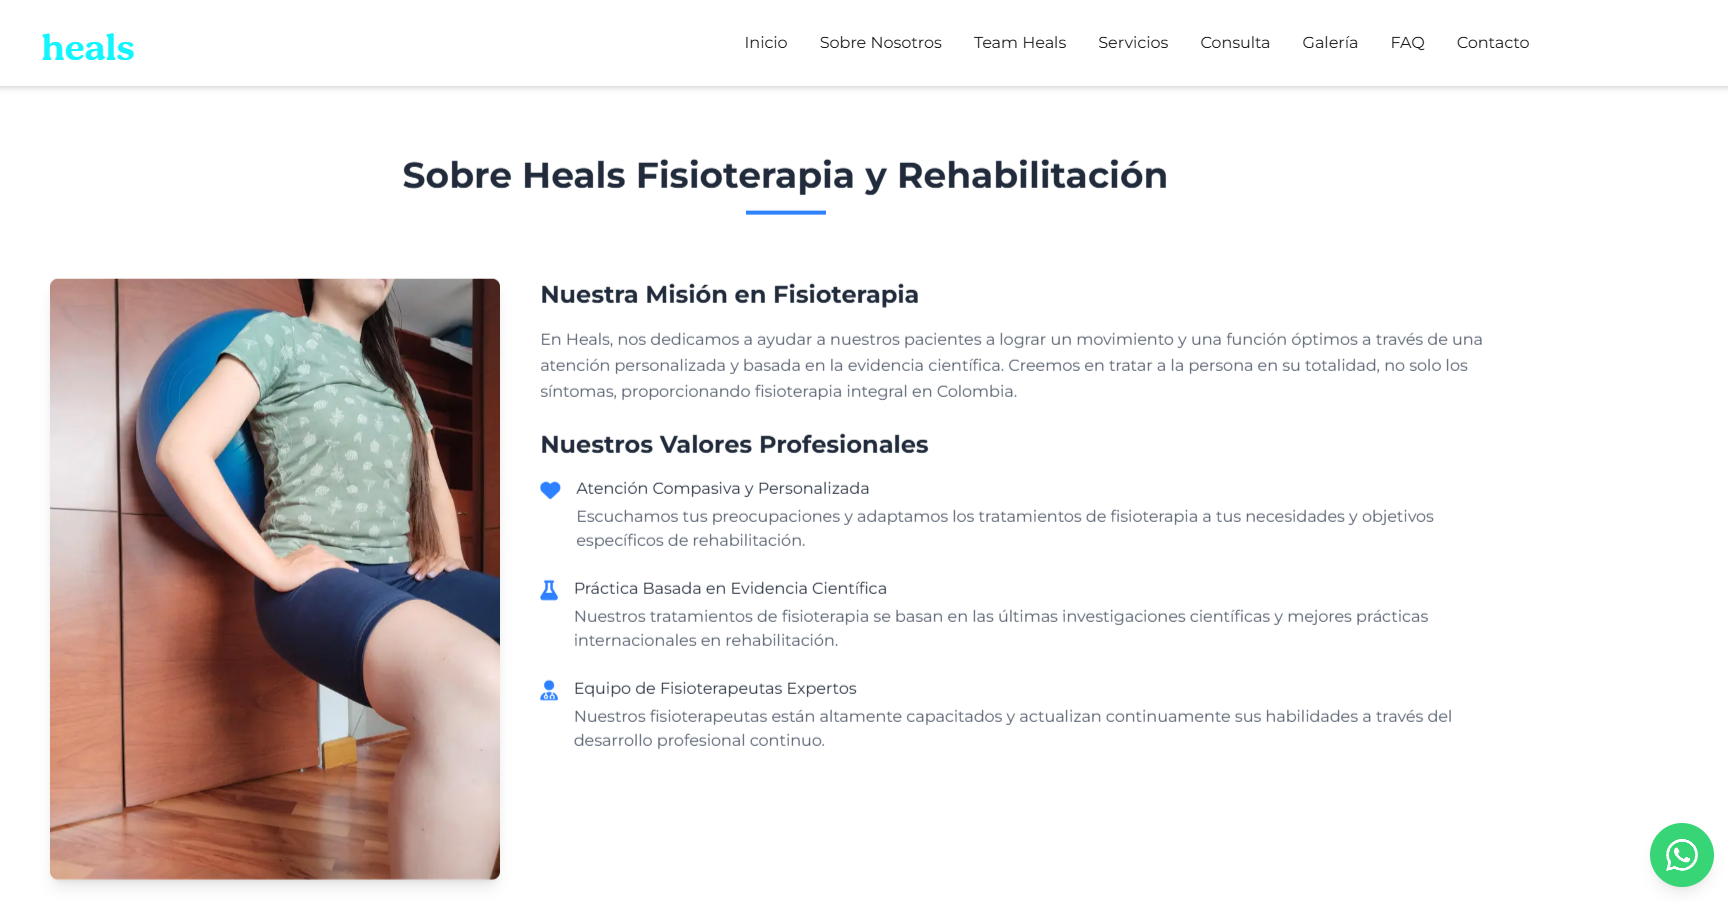 heals
Inicio Sobre Nosotros Team Heals Servicios Consulta Galería FAQ Contacto
Sobre Heals Fisioterapia y Rehabilitación
Nuestra Misión en Fisioterapia
En Heals, nos dedicamos a ayudar a nuestros pacientes a lograr un movimiento y una función óptimos a través de una
atención personalizada y basada en la evidencia científica. Creemos en tratar a la persona en su totalidad, no solo los
síntomas, proporcionando fisioterapia integral en Colombia.
Nuestros Valores Profesionales
Atención Compasiva y Personalizada
Escuchamos tus preocupaciones y adaptamos los tratamientos de fisioterapia a tus necesidades y objetivos
específicos de rehabilitación.
Práctica Basada en Evidencia Científica
Nuestros tratamientos de fisioterapia se basan en las últimas investigaciones científicas y mejores prácticas
internacionales en rehabilitación.
Equipo de Fisioterapeutas Expertos
Nuestros fisioterapeutas están altamente capacitados y actualizan continuamente sus habilidades a través del
desarrollo profesional continuo.